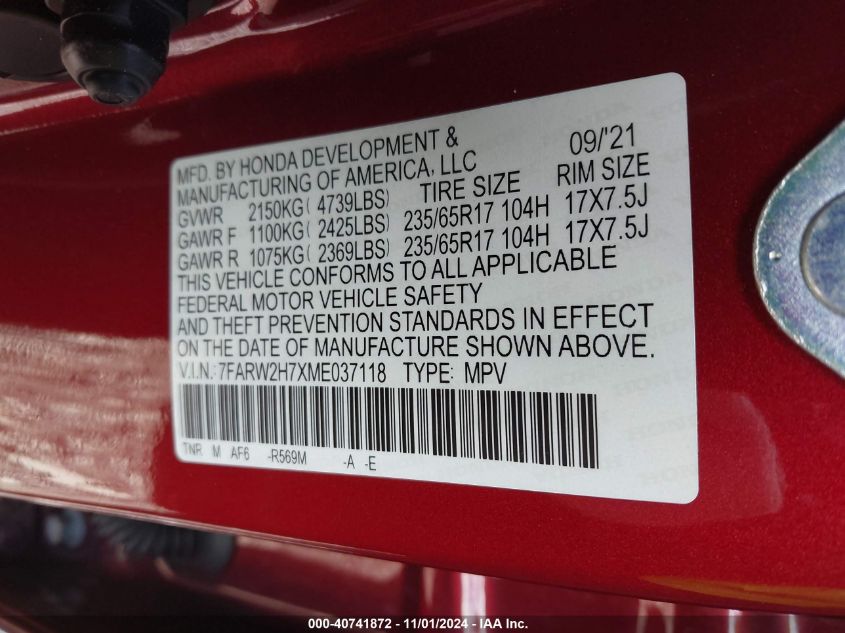 MFD. BY HONDA DEVELOPMENT & 09/'21
MANUFACTURING OF AMERICA, LLC
TIRE SIZE RIM SIZE
GVWR 2150KG( 4739LBS)
GAWR F 1100KG( 2425LBS) 235/65R17 104H 17X7.5J
GAWR R 1075KG( 2369LBS) 235/65R17 104H 17X7.5J
THIS VEHICLE CONFORMS TO ALL APPLICABLE
FEDERAL MOTOR VEHICLE SAFETY
AND THEFT PREVENTION STANDARDS IN EFFECT
ON THE DATE OF MANUFACTURE SHOWN ABOVE.
V.I.N.: 7FARW2H7XME037118 TYPE: MPV
TNR M AF6 -R569M -A -E
000-40741872 - 11/01/2024 - IAA Inc.